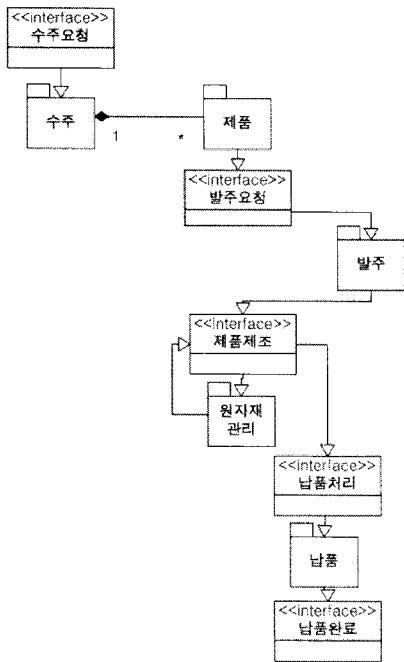 <<interface>>
수주요청
수주
1
*
제품
<<interface>>
발주요청
발주
<<interface>>
제품제조
원자재
관리
<<interface>>
납품처리
납품
<<interface>>
납품완료